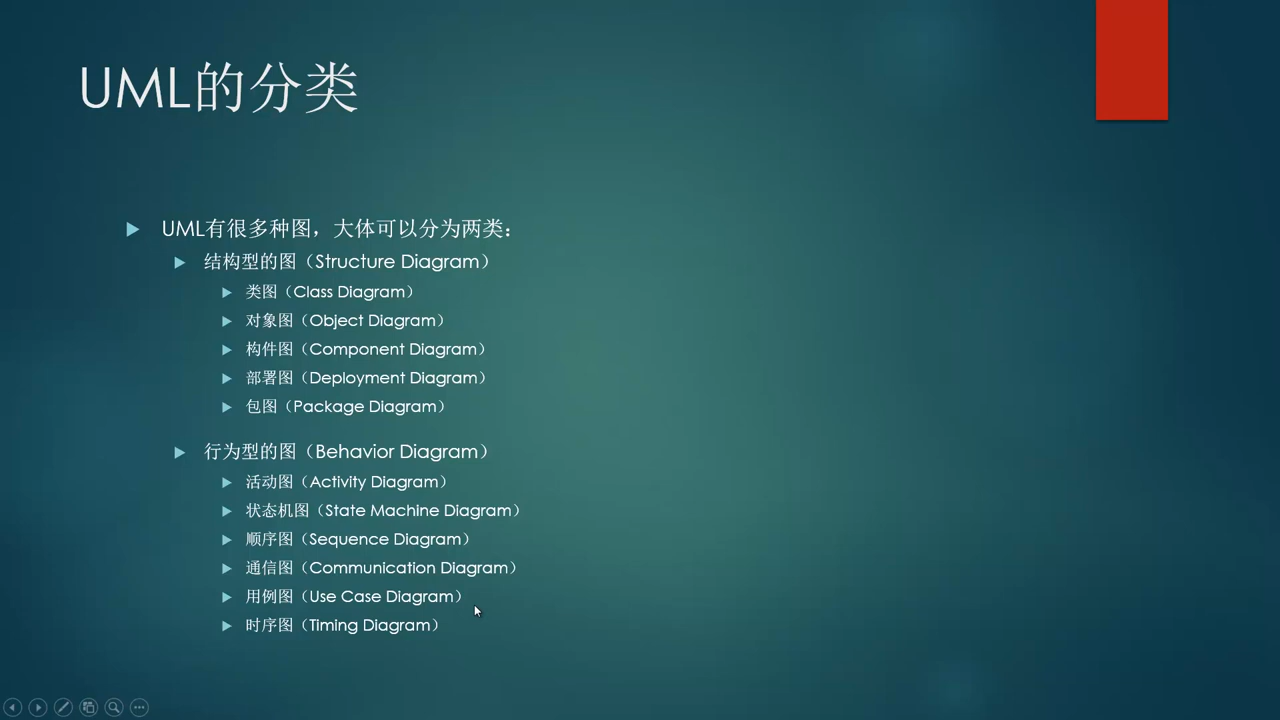 UML的分类
UML有很多种图，大体可以分为两类：
结构型的图（Structure Diagram）
类图（Class Diagram）
对象图（Object Diagram）
构件图（Component Diagram）
部署图（Deployment Diagram）
包图（Package Diagram）
行为型的图（Behavior Diagram）
活动图（Activity Diagram）
状态机图（State Machine Diagram）
顺序图（Sequence Diagram）
通信图（Communication Diagram）
用例图（Use Case Diagram）
时序图（Timing Diagram）